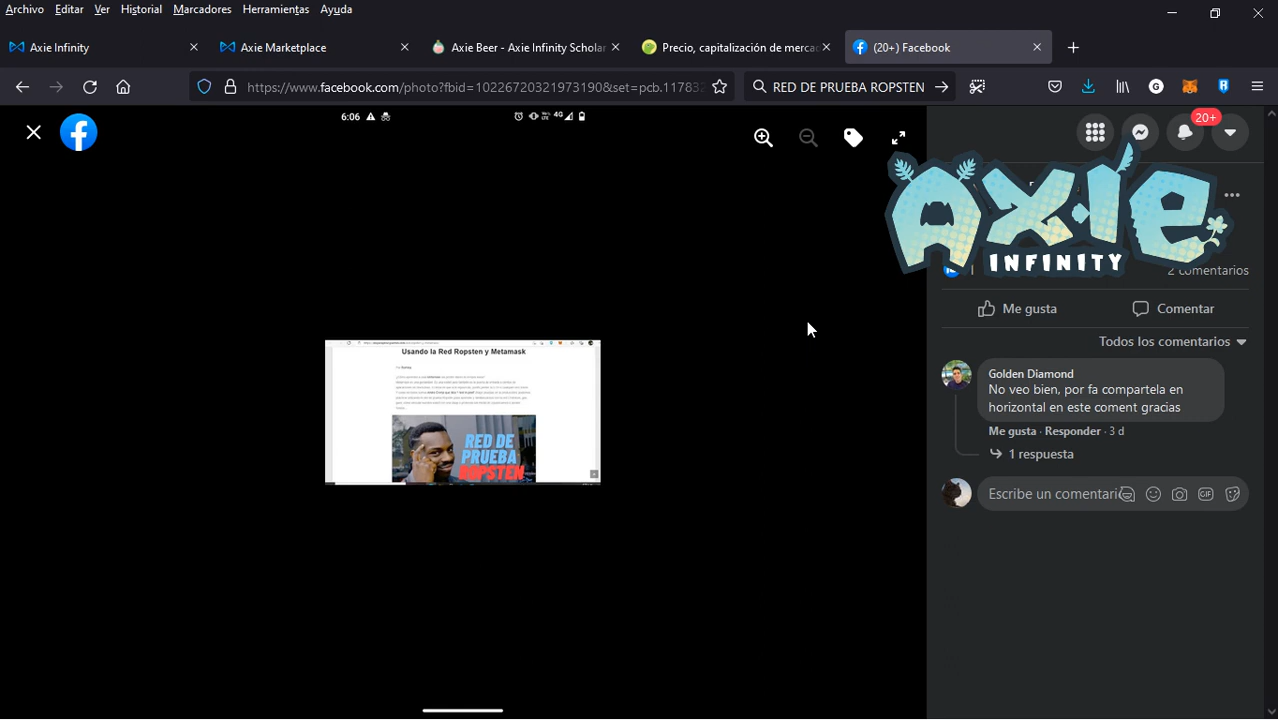 Archivo Editar Ver Historial Marcadores Herramientas Ayuda
Axie Infinity
Axie Marketplace
Axie Beer - Axie Infinity Scholar
Precio, capitalización de merca
(20+) Facebook
https://www.facebook.com/photo?fbid=10226720321973190&set=pcb.11783
RED DE PRUEBA ROPSTEN
6:06
4G
20+
AXIE
INFINITY
1
2 comentarios
Me gusta
Comentar
Todos los comentarios
Golden Diamond
No veo bien, por fa compartela en
horizontal en este coment gracias
Me gusta · Responder · 3 d
1 respuesta
Escribe un comentari
GIF
Usando la Red Ropsten y Metamask
RED DE
PRUEBA
ROPSTEN